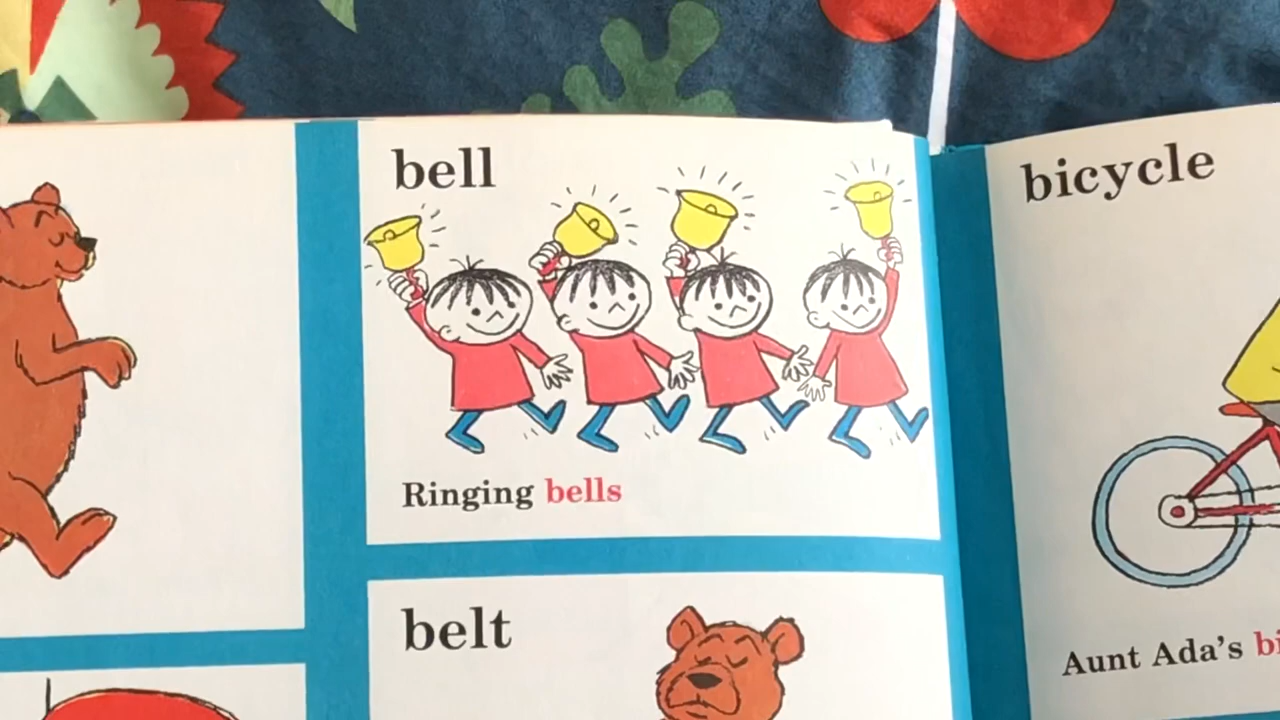 bell
Ringing bells
belt
bicycle
Aunt Ada's